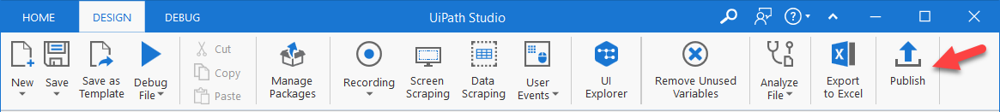 HOME DESIGN DEBUG UiPath Studio
New Save Save as Template Debug File Cut Copy Paste Manage Packages Recording Screen Scraping Data Scraping User Events UI Explorer Remove Unused Variables Analyze File Export to Excel Publish